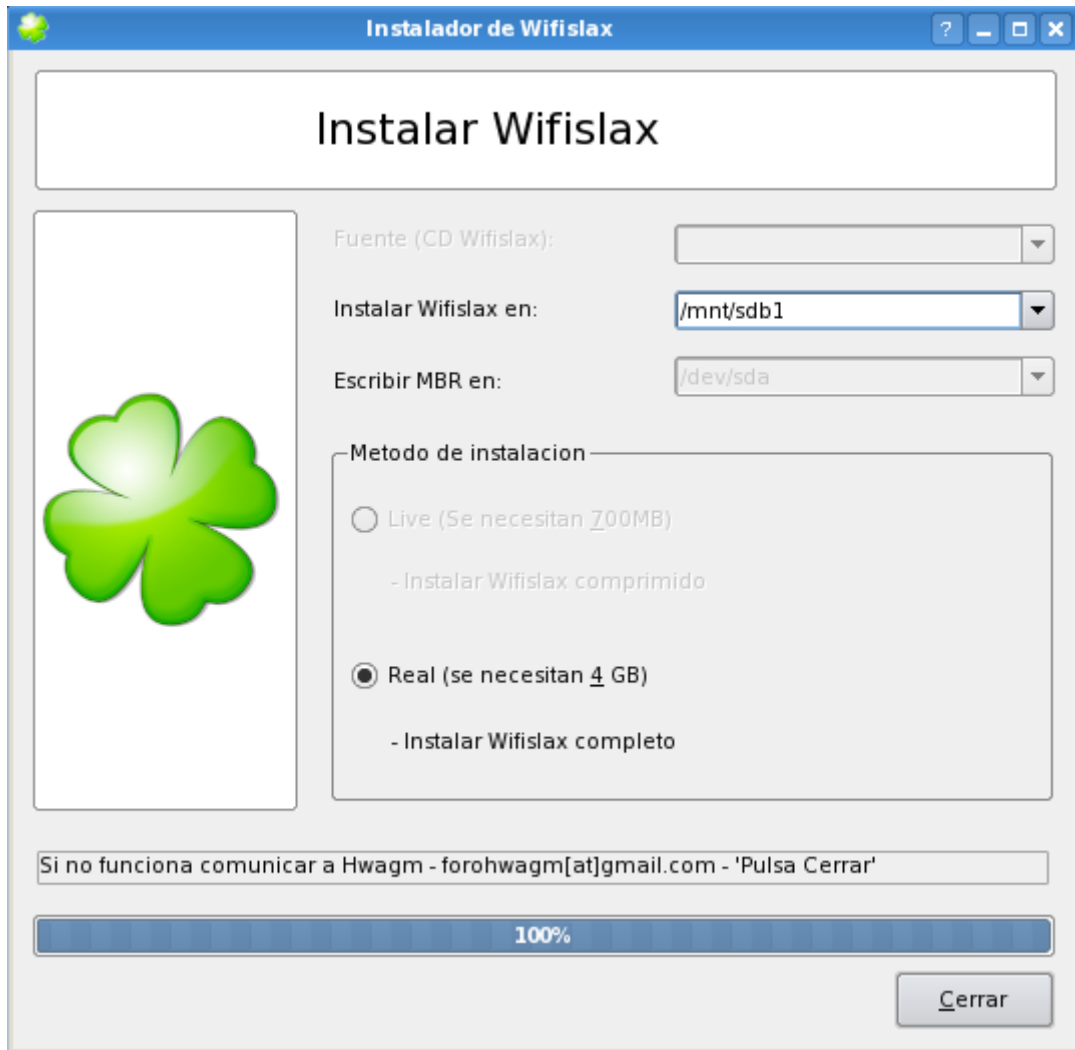 Instalador de Wifislax
?
Instalar Wifislax
Fuente (CD Wifislax):
Instalar Wifislax en:
/mnt/sdb1
Escribir MBR en:
/dev/sda
Metodo de instalacion
Live (Se necesitan 700MB)
- Instalar Wifislax comprimido
Real (se necesitan 4 GB)
- Instalar Wifislax completo
Si no funciona comunicar a Hwagm - forohwagm[at]gmail.com - 'Pulsa Cerrar'
100%
Cerrar